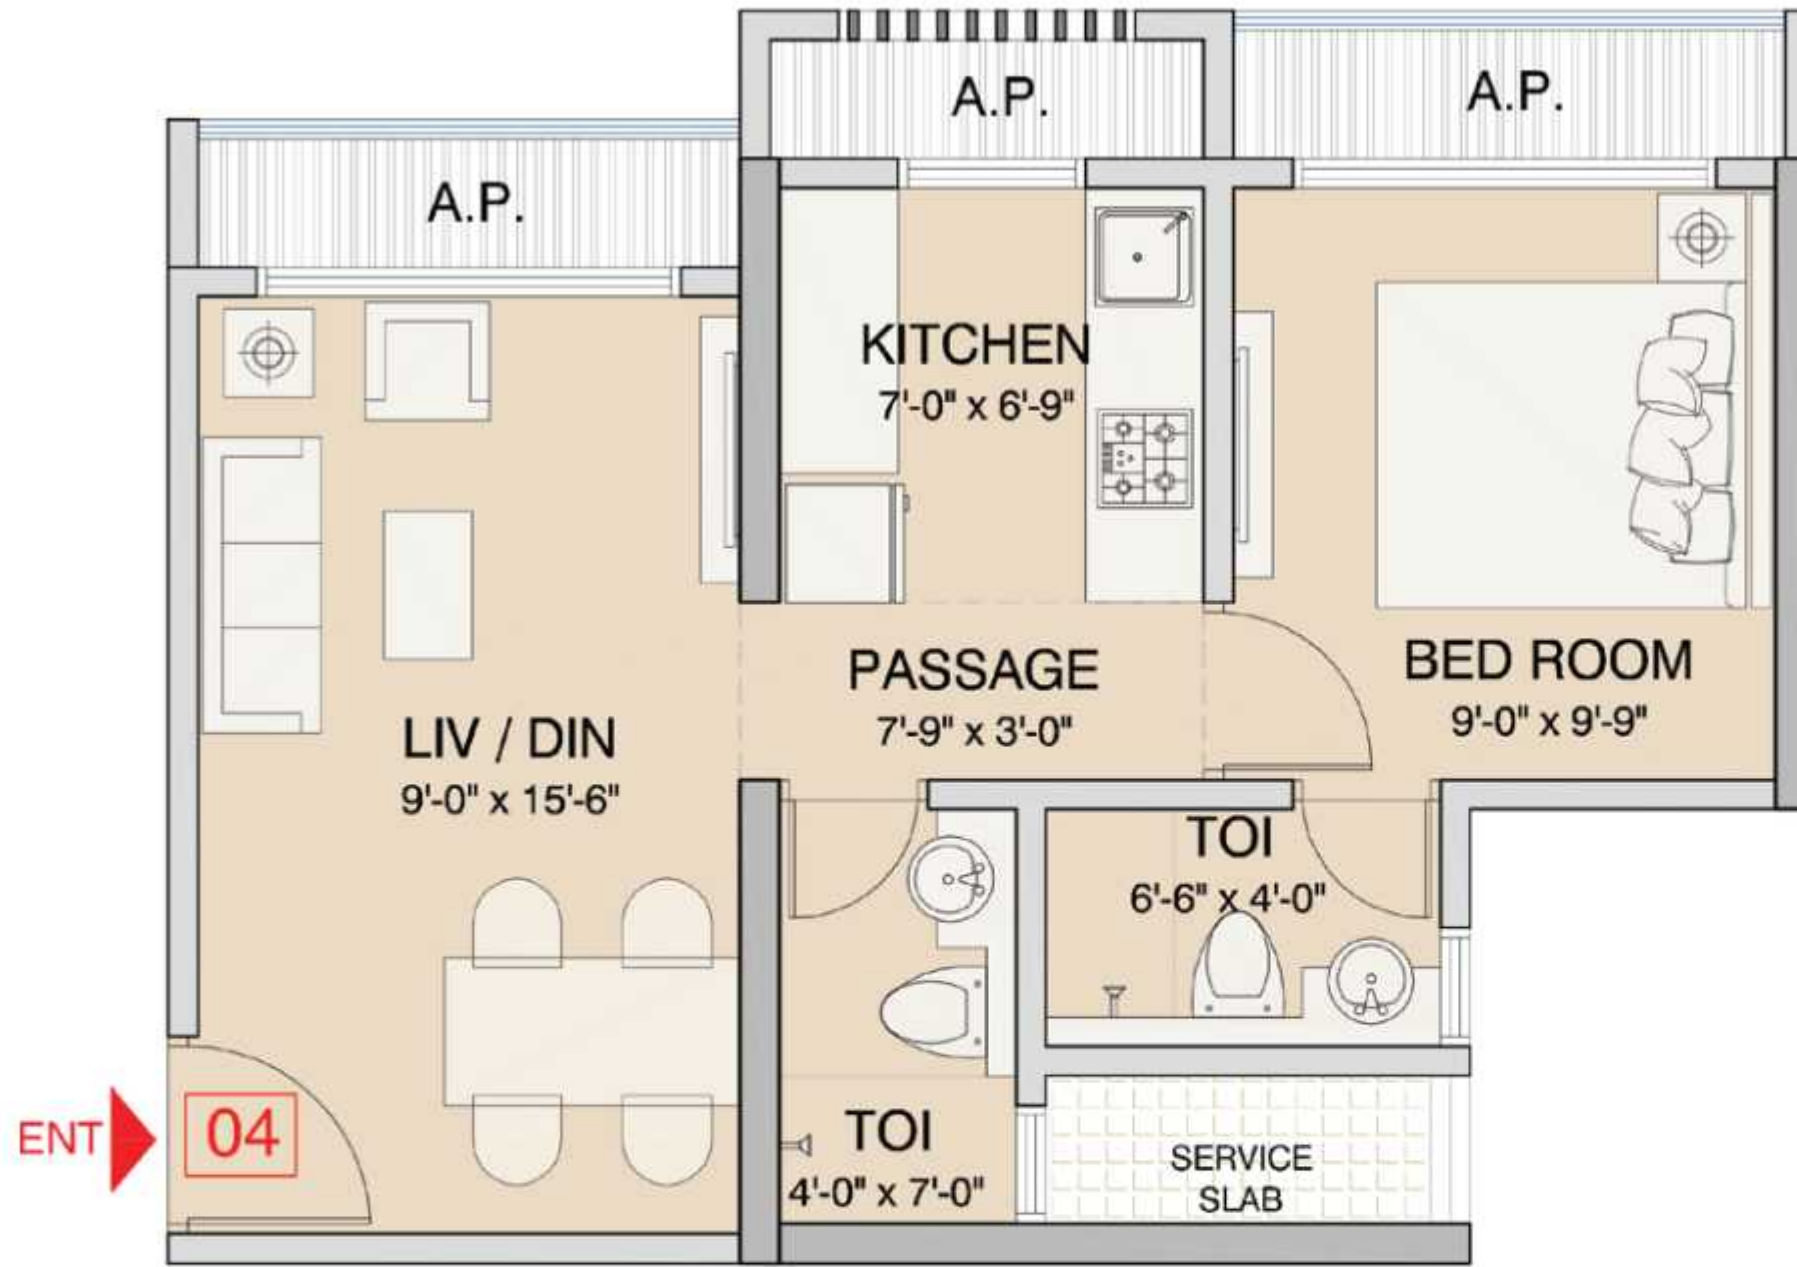 A.P.
A.P.
A.P.
KITCHEN
7'-0" x 6'-9"
PASSAGE
7'-9" x 3'-0"
BED ROOM
9'-0" x 9'-9"
LIV / DIN
9'-0" x 15'-6"
TOI
6'-6" x 4'-0"
ENT
04
TOI
4'-0" x 7'-0"
SERVICE
SLAB